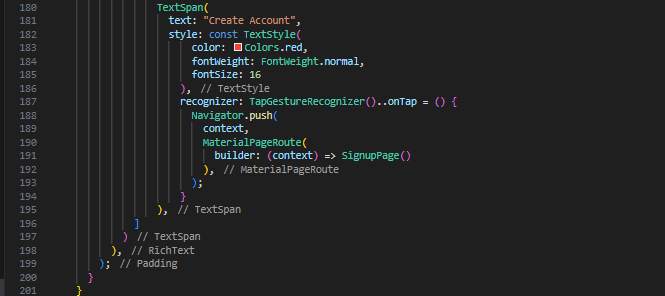 180 TextSpan(
181 text: "Create Account",
182 style: const TextStyle(
183 color: Colors.red,
184 fontWeight: FontWeight.normal,
185 fontSize: 16
186 ), // TextStyle
187 recognizer: TapGestureRecognizer()..onTap = () {
188 Navigator.push(
189 context,
190 MaterialPageRoute(
191 builder: (context) => SignupPage()
192 ), // MaterialPageRoute
193 );
194 }
195 ), // TextSpan
196 ]
197 ) // TextSpan
198 ), // RichText
199 ); // Padding
200 }
201 }